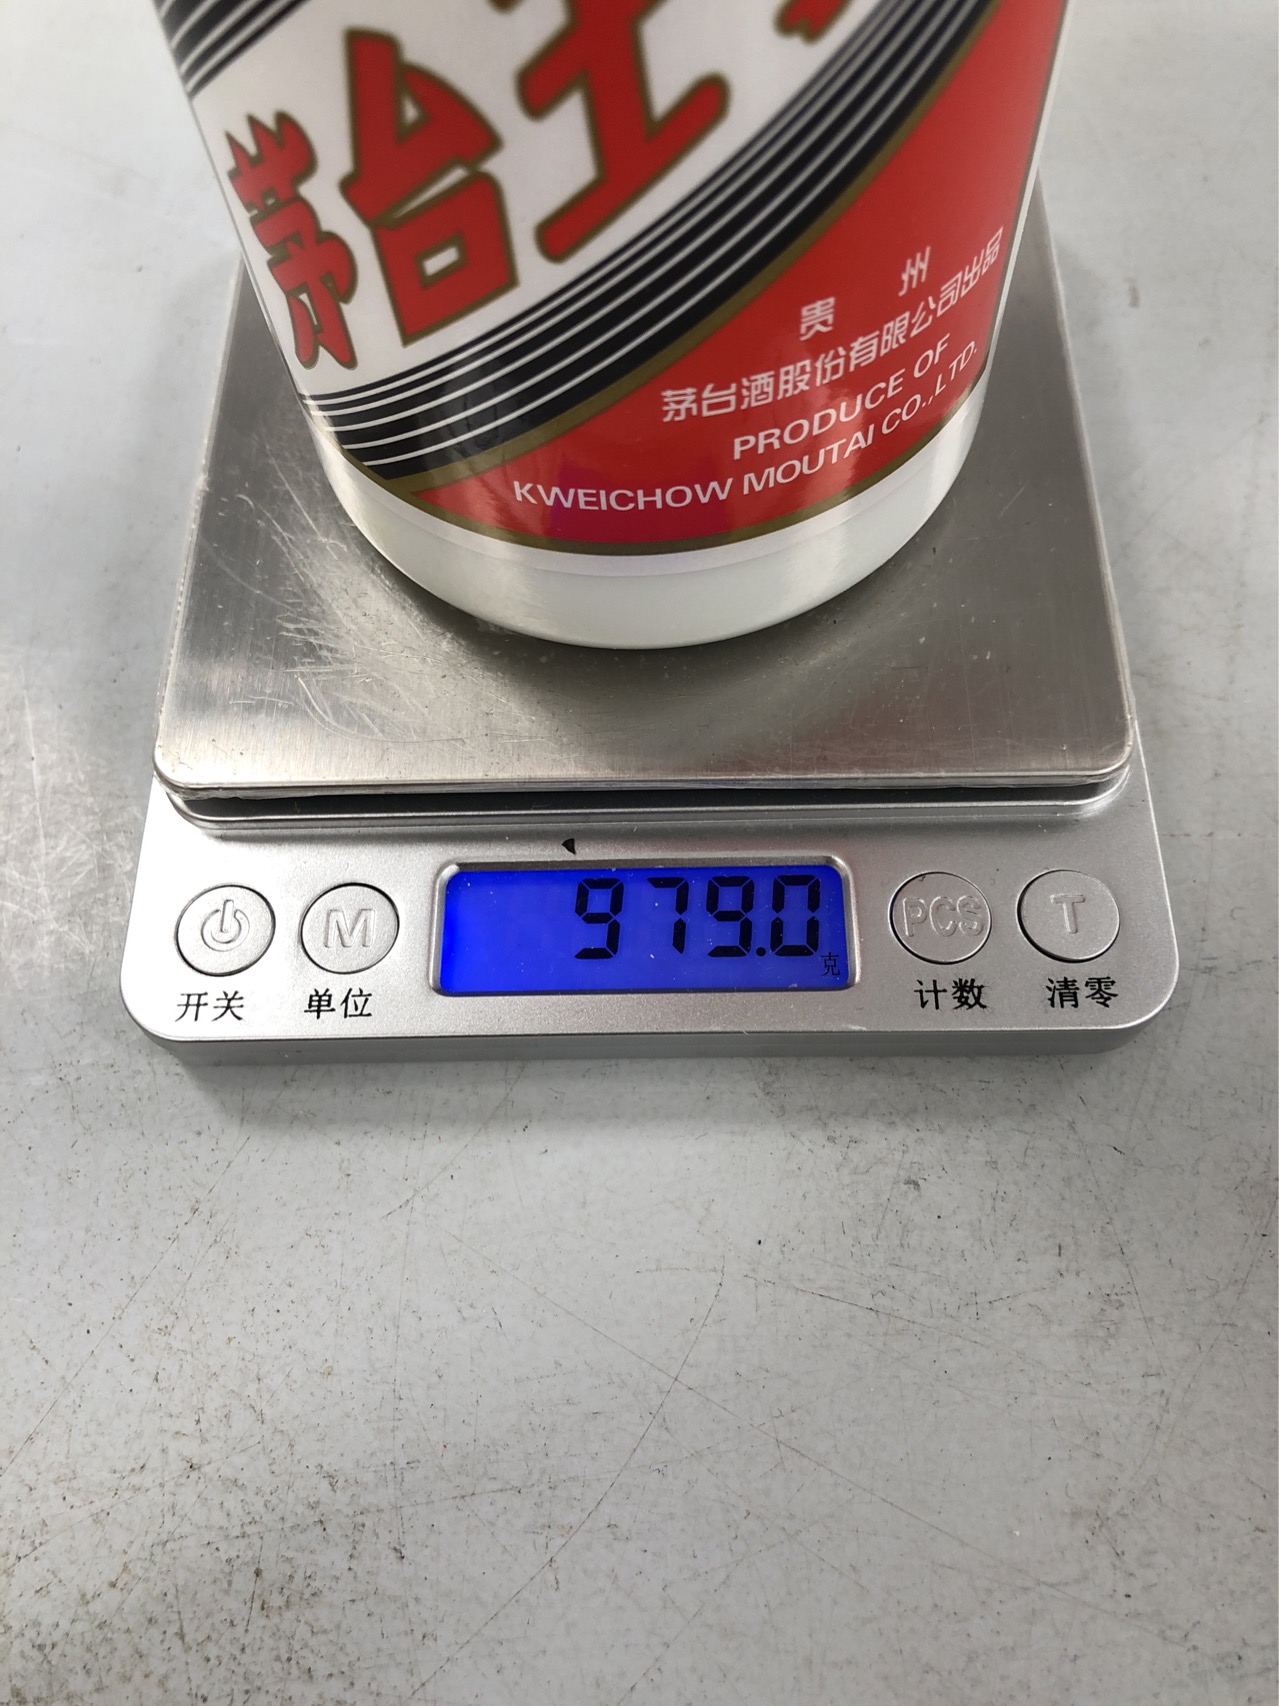 茅台王
贵州
茅台酒股份有限公司出品
PRODUCE OF
KWEICHOW MOUTAI CO.,LTD.
979.0
克
M
PCS
T
开关
单位
计数
清零